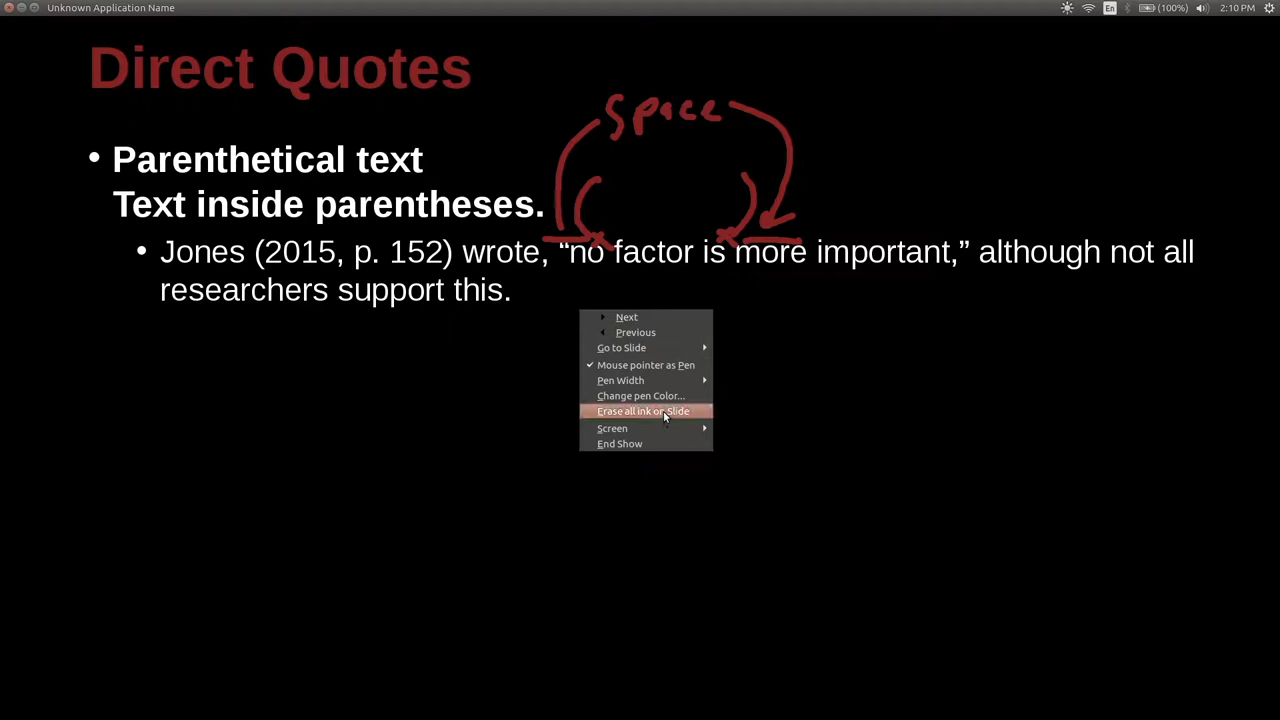 Unknown Application Name En (100%) 2:10 PM
Direct Quotes
space
• Parenthetical text
Text inside parentheses.
• Jones (2015, p. 152) wrote, “no factor is more important,” although not all
researchers support this.
Next
Previous
Go to Slide
Mouse pointer as Pen
Pen Width
Change pen Color...
Erase all ink on Slide
Screen
End Show